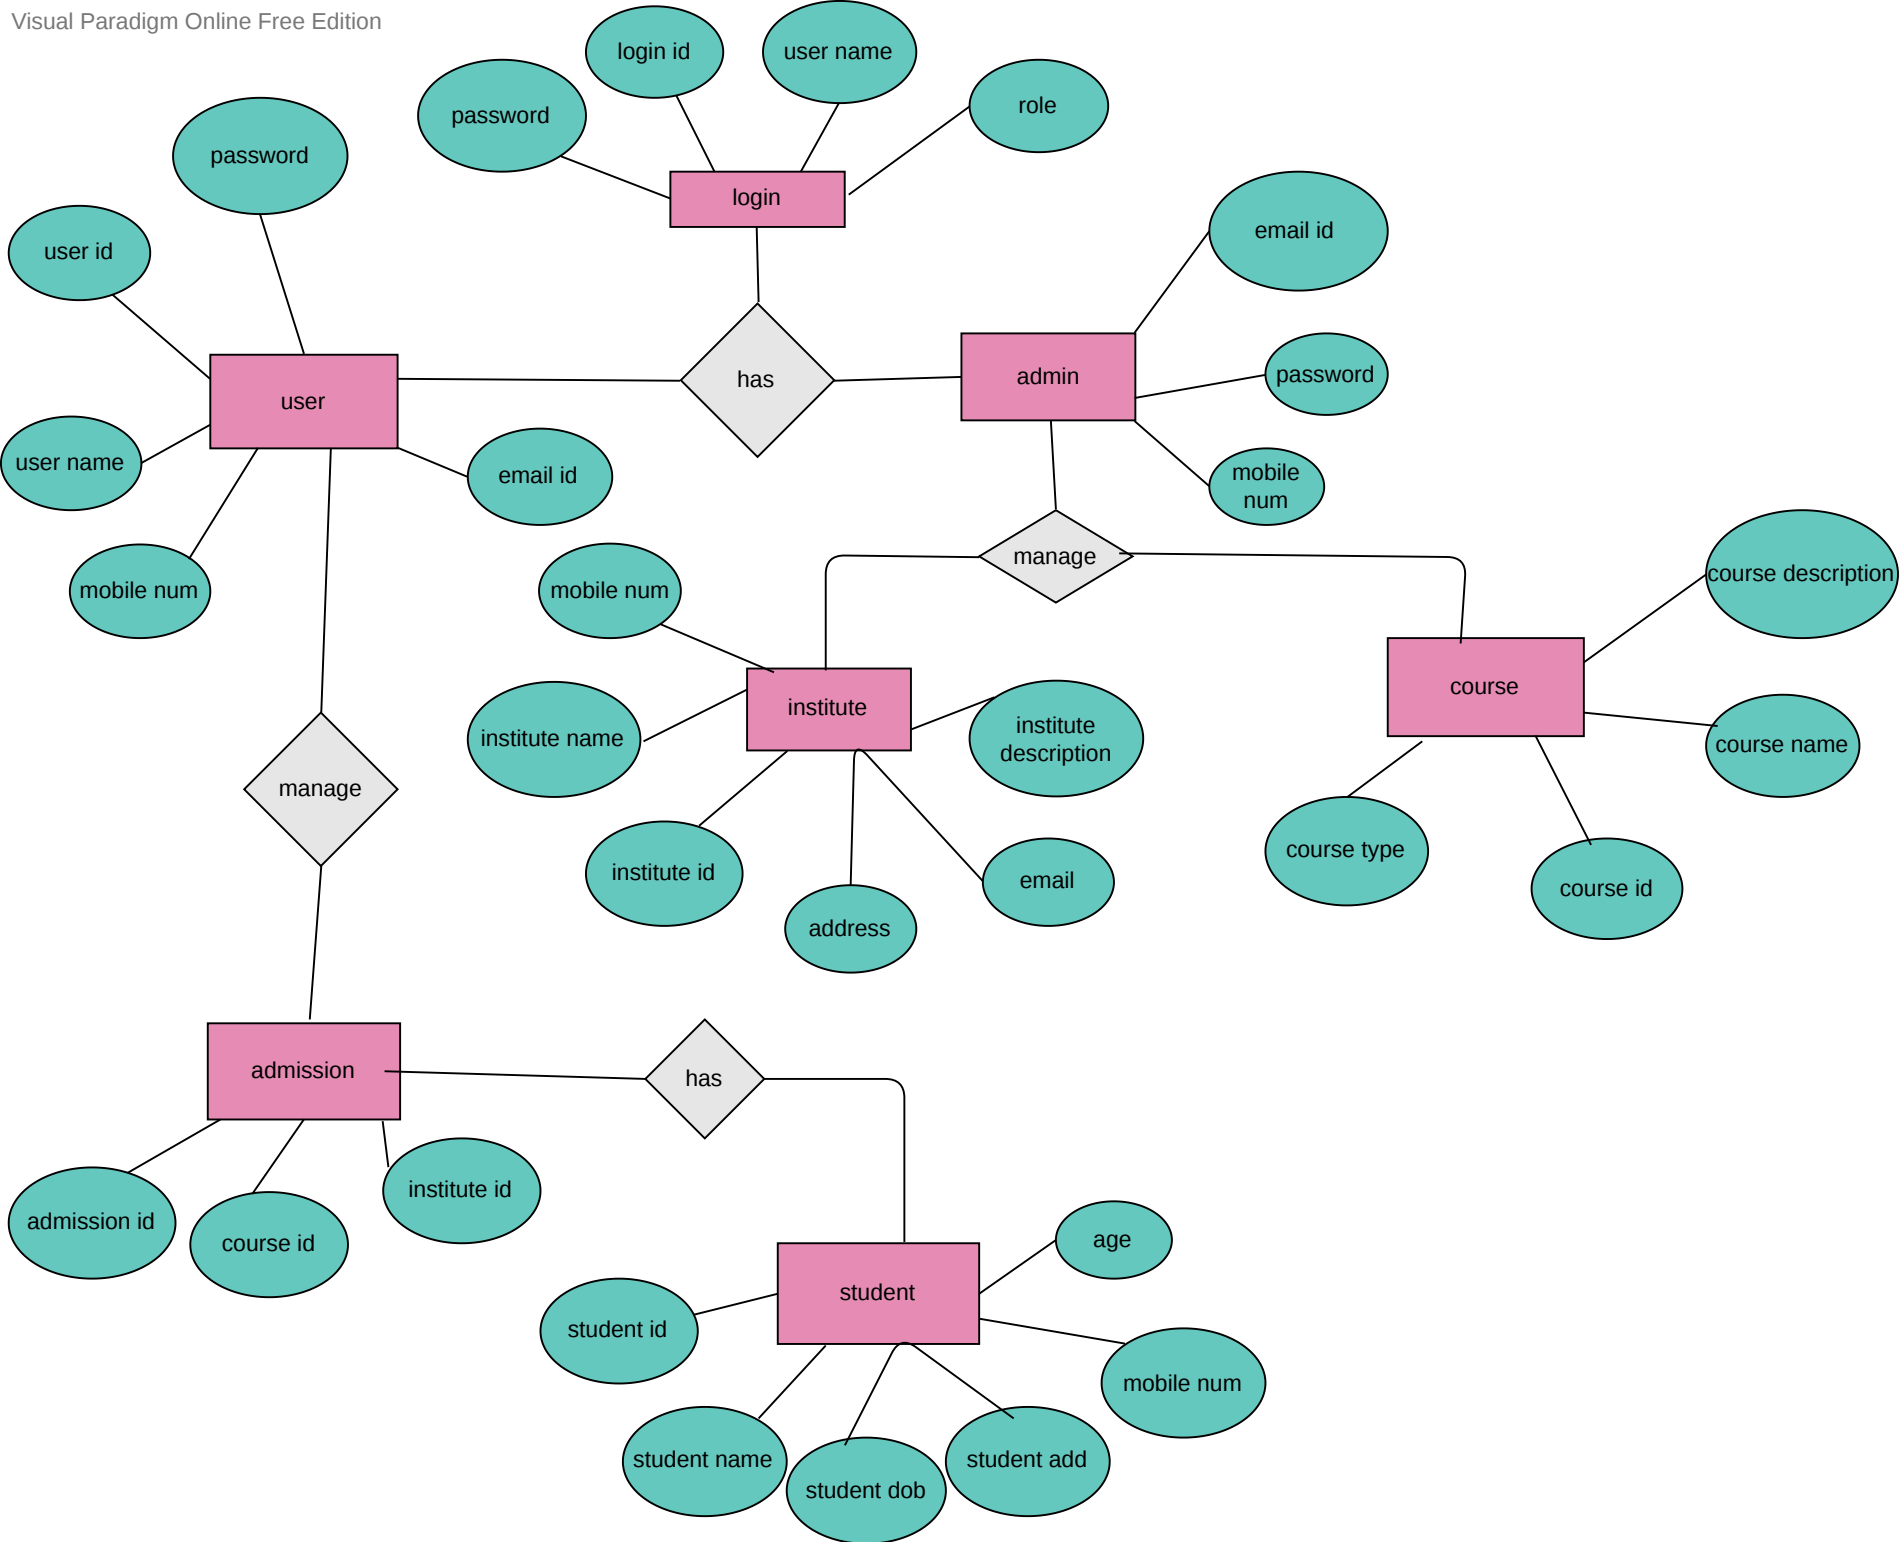 Visual Paradigm Online Free Edition
login id
user name
password
role
password
login
user id
email id
has
admin
password
user
user name
email id
mobile
num
manage
mobile num
mobile num
course description
institute name
institute
institute
description
course
course name
manage
institute id
address
email
course type
course id
admission
has
admission id
course id
institute id
age
student
student id
mobile num
student name
student dob
student add